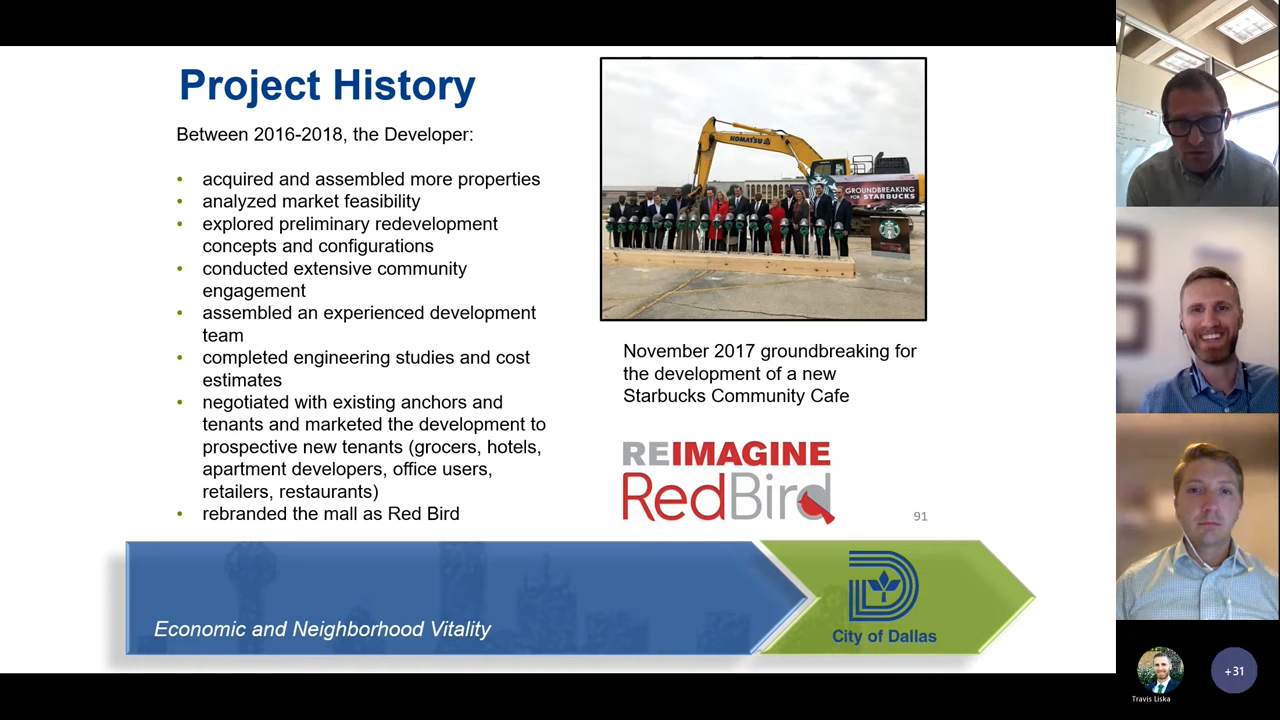 Project History
Between 2016-2018, the Developer:
• acquired and assembled more properties
• analyzed market feasibility
• explored preliminary redevelopment
concepts and configurations
• conducted extensive community
engagement
• assembled an experienced development
team
• completed engineering studies and cost
estimates
• negotiated with existing anchors and
tenants and marketed the development to
prospective new tenants (grocers, hotels,
apartment developers, office users,
retailers, restaurants)
• rebranded the mall as Red Bird
KOMATSU
GROUNDBREAKING
FOR STARBUCKS
November 2017 groundbreaking for
the development of a new
Starbucks Community Cafe
REIMAGINE
RedBird
91
Economic and Neighborhood Vitality
City of Dallas
Travis Liska
+31